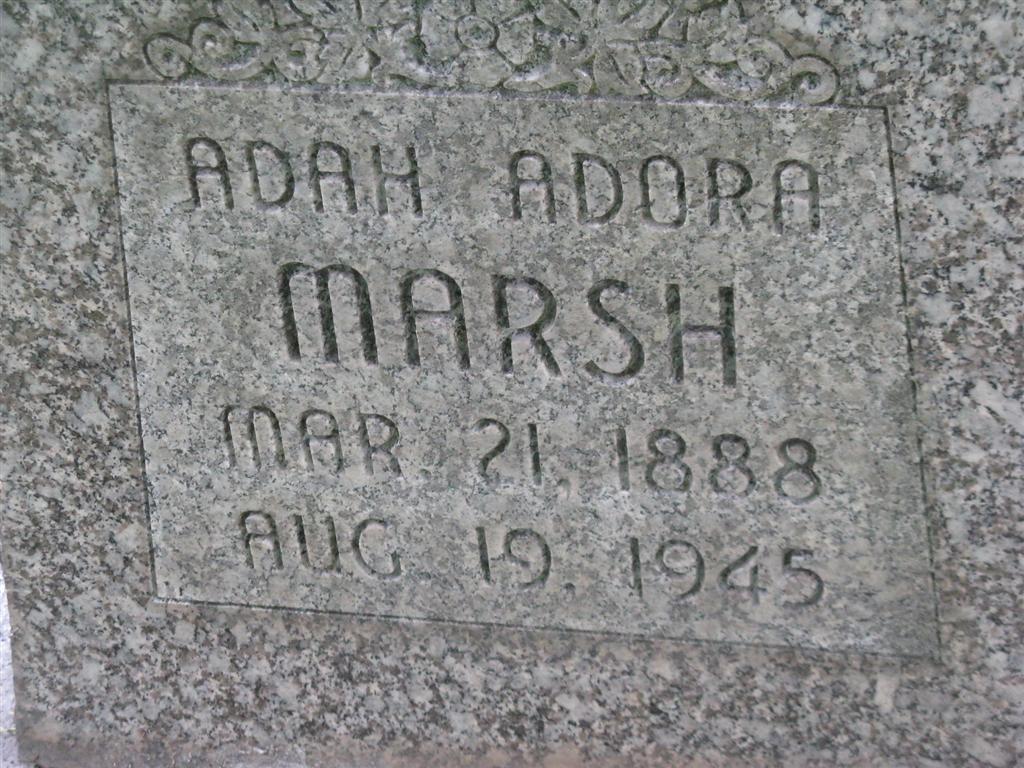 ADAH ADORA
MARSH
MAR 21, 1888
AUG 19, 1945